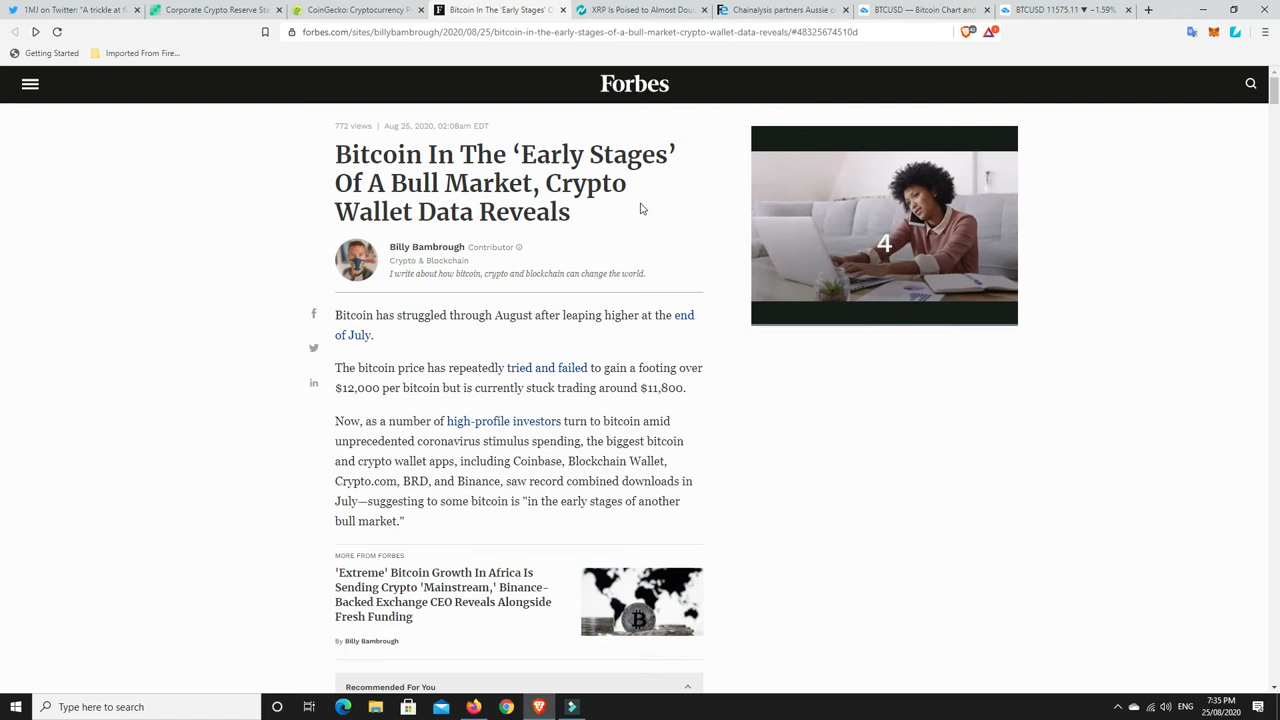 1MJ on Twitter: "A trickle at fi
Corporate Crypto Reserve Sta
CoinGecko: Cryptocurrency P
Bitcoin In The 'Early Stages' O
XRP Is Poised to Almost Doub
Chainalysis partners Aussie c
BTCUSD — Bitcoin Chart and
BTCUSD 11575.11 ▼ −1.59%
forbes.com/sites/billybambrough/2020/08/25/bitcoin-in-the-early-stages-of-a-bull-market-crypto-wallet-data-reveals/#48325674510d
Getting Started
Imported From Fire...
Forbes
772 views | Aug 25, 2020, 02:08am EDT
Bitcoin In The ‘Early Stages’
Of A Bull Market, Crypto
Wallet Data Reveals
Billy Bambrough Contributor
Crypto & Blockchain
I write about how bitcoin, crypto and blockchain can change the world.
4
Bitcoin has struggled through August after leaping higher at the end
of July.
The bitcoin price has repeatedly tried and failed to gain a footing over
$12,000 per bitcoin but is currently stuck trading around $11,800.
Now, as a number of high-profile investors turn to bitcoin amid
unprecedented coronavirus stimulus spending, the biggest bitcoin
and crypto wallet apps, including Coinbase, Blockchain Wallet,
Crypto.com, BRD, and Binance, saw record combined downloads in
July—suggesting to some bitcoin is "in the early stages of another
bull market."
MORE FROM FORBES
'Extreme' Bitcoin Growth In Africa Is
Sending Crypto 'Mainstream,' Binance-
Backed Exchange CEO Reveals Alongside
Fresh Funding
By Billy Bambrough
Recommended For You
Type here to search
ENG
7:35 PM
25/08/2020